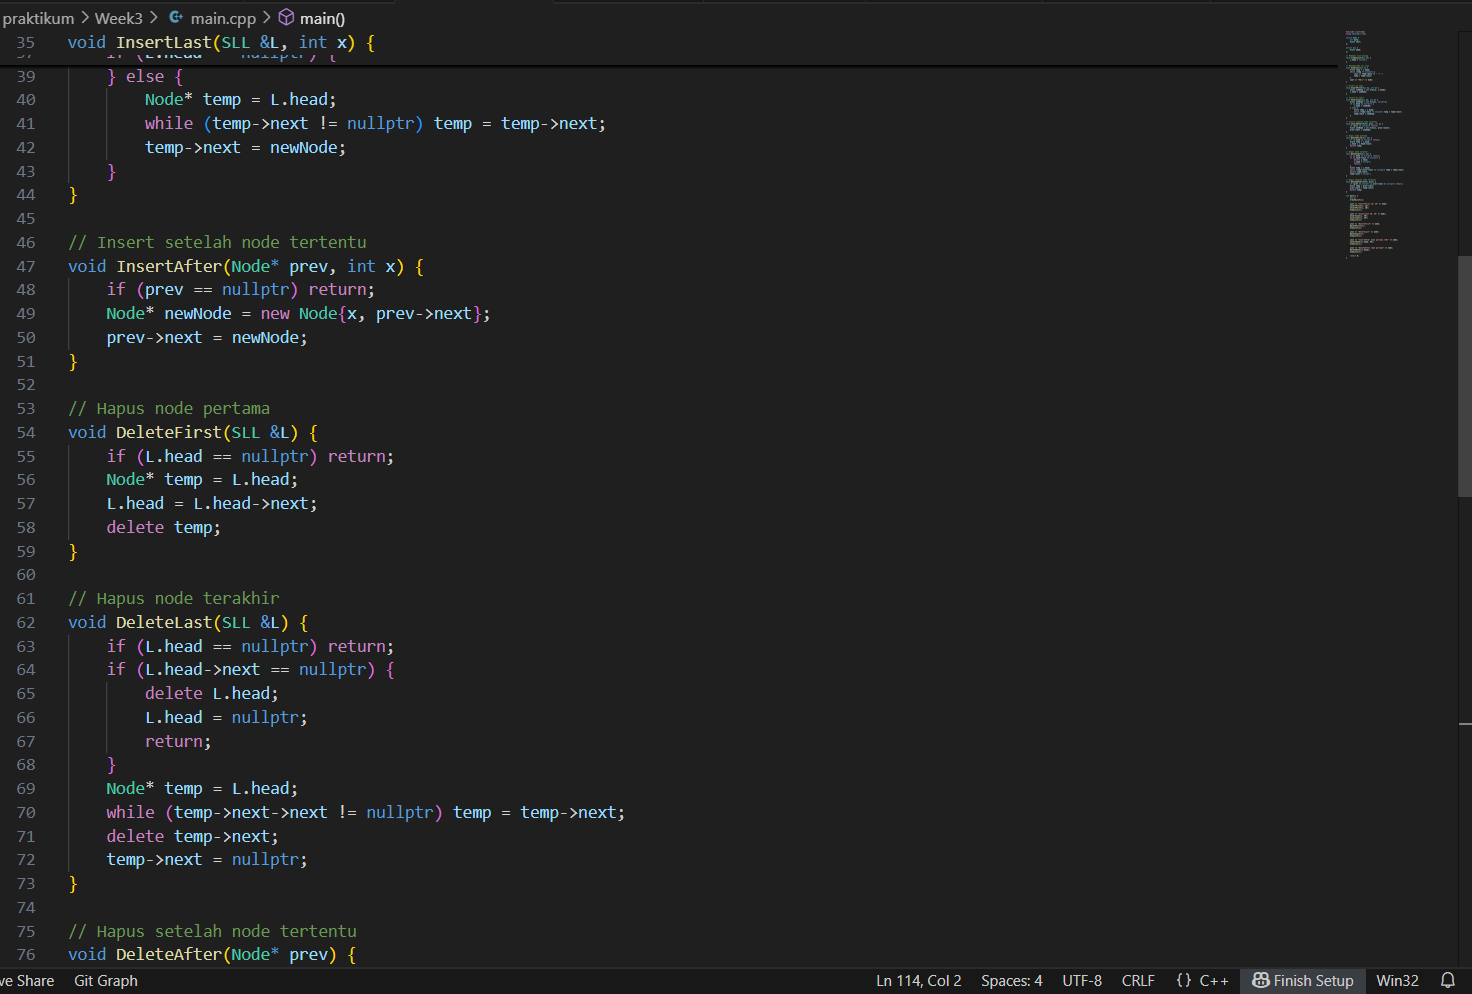 praktikum > Week3 > main.cpp > main()
35 void InsertLast(SLL &L, int x) {
39 } else {
40 Node* temp = L.head;
41 while (temp->next != nullptr) temp = temp->next;
42 temp->next = newNode;
43 }
44 }
45
46 // Insert setelah node tertentu
47 void InsertAfter(Node* prev, int x) {
48 if (prev == nullptr) return;
49 Node* newNode = new Node{x, prev->next};
50 prev->next = newNode;
51 }
52
53 // Hapus node pertama
54 void DeleteFirst(SLL &L) {
55 if (L.head == nullptr) return;
56 Node* temp = L.head;
57 L.head = L.head->next;
58 delete temp;
59 }
60
61 // Hapus node terakhir
62 void DeleteLast(SLL &L) {
63 if (L.head == nullptr) return;
64 if (L.head->next == nullptr) {
65 delete L.head;
66 L.head = nullptr;
67 return;
68 }
69 Node* temp = L.head;
70 while (temp->next->next != nullptr) temp = temp->next;
71 delete temp->next;
72 temp->next = nullptr;
73 }
74
75 // Hapus setelah node tertentu
76 void DeleteAfter(Node* prev) {
ve Share Git Graph Ln 114, Col 2 Spaces: 4 UTF-8 CRLF {} C++ Finish Setup Win32